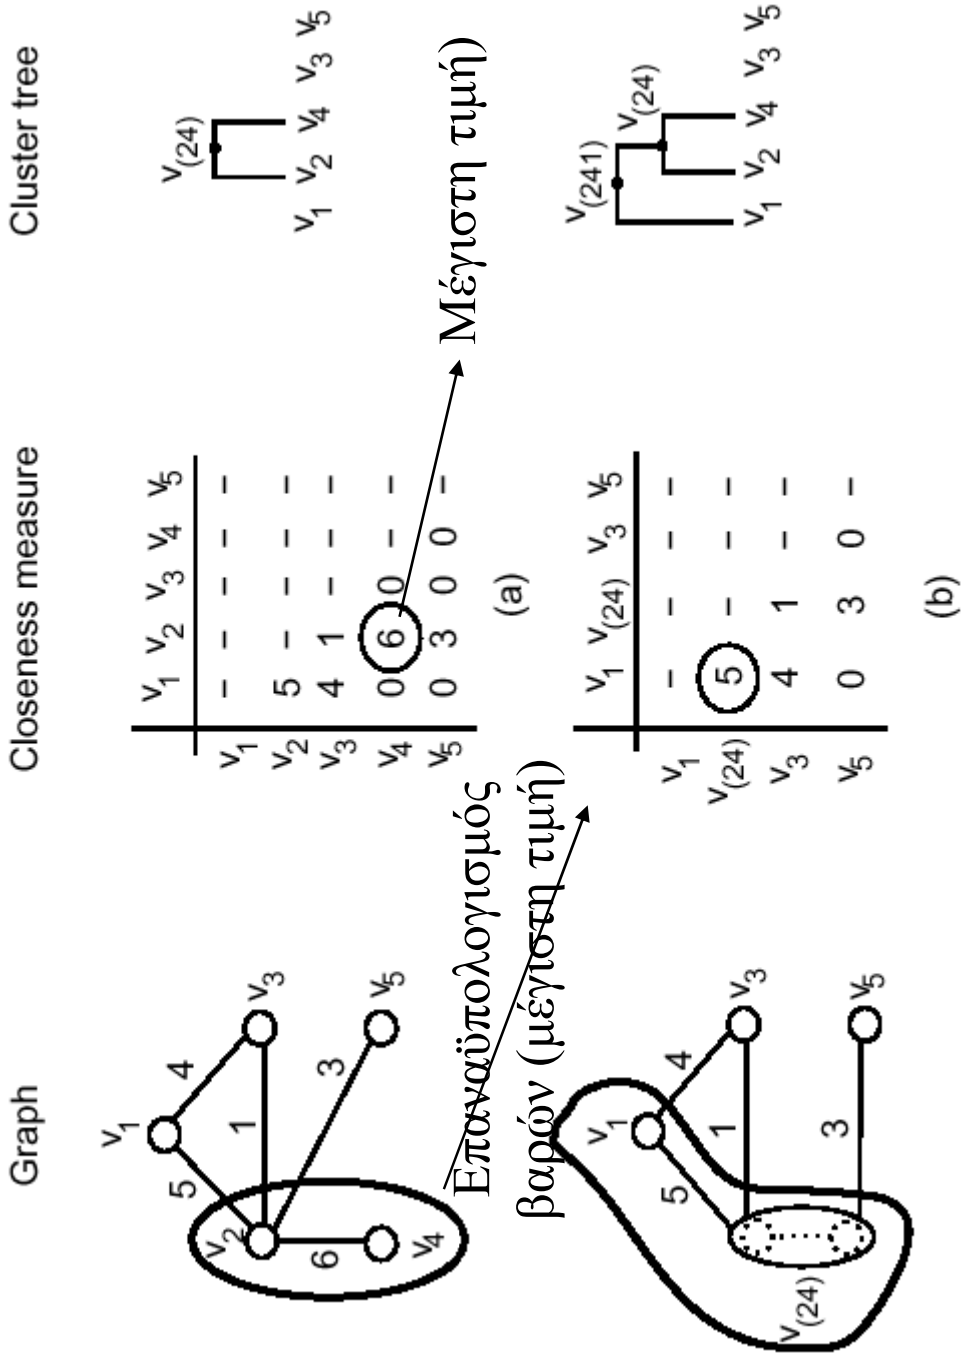 Graph Closeness measure Cluster tree
v1
5 4
v2 1 v3
6 3
v4 v5
v1 v2 v3 v4 v5
v1 – – – – –
v2 5 – – – –
v3 4 1 – – –
v4 0 6 0 – –
v5 0 3 0 0 –
v(24)
v1 v2 v4 v3 v5
(a)
Μέγιστη τιμή
Επαναϋπολογισμός
βαρών (μέγιστη τιμή)
v1
5 4
1 v3
v(24) 3 v5
v1 v(24) v3 v5
v1 – – – –
v(24) 5 – – –
v3 4 1 – –
v5 0 3 0 –
v(241)
v(24)
v1 v2 v4 v3 v5
(b)